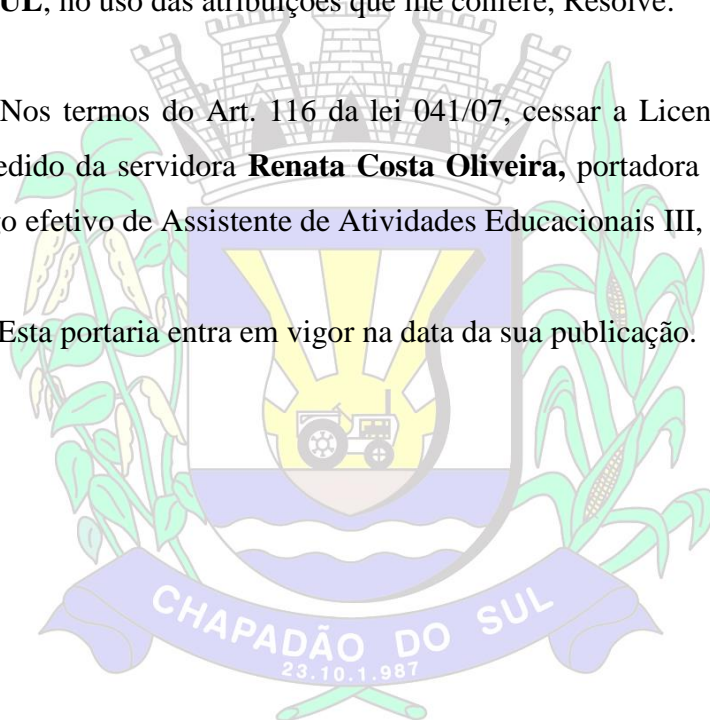 UL, no uso das atribuições que lhe confere, Resolve:
Nos termos do Art. 116 da lei 041/07, cessar a Licen
edido da servidora Renata Costa Oliveira, portadora
o efetivo de Assistente de Atividades Educacionais III,
Esta portaria entra em vigor na data da sua publicação.
CHAPADÃO DO SUL
23.10.1.987